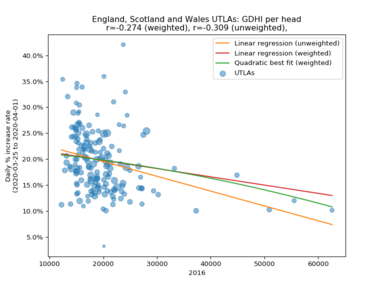 England, Scotland and Wales UTLAs: GDHI per head
r=-0.274 (weighted), r=-0.309 (unweighted),
Linear regression (unweighted)
Linear regression (weighted)
Quadratic best fit (weighted)
UTLAs
Daily % increase rate
(2020-03-25 to 2020-04-01)
40.0%
35.0%
30.0%
25.0%
20.0%
15.0%
10.0%
5.0%
10000 20000 30000 40000 50000 60000
2016